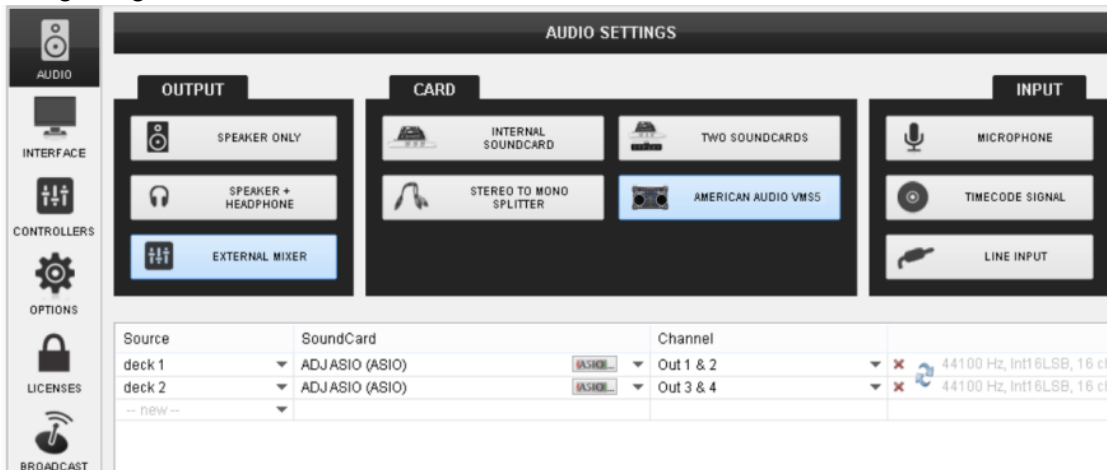 AUDIO SETTINGS
AUDIO
INTERFACE
CONTROLLERS
OPTIONS
LICENSES
BROADCAST
OUTPUT
SPEAKER ONLY
SPEAKER +
HEADPHONE
EXTERNAL MIXER
CARD
INTERNAL
SOUNDCARD
TWO SOUNDCARDS
STEREO TO MONO
SPLITTER
AMERICAN AUDIO VMS5
INPUT
MICROPHONE
TIMECODE SIGNAL
LINE INPUT
Source SoundCard Channel
deck 1 ADJ ASIO (ASIO) Out 1 & 2 44100 Hz, Int16LSB, 16
deck 2 ADJ ASIO (ASIO) Out 3 & 4 44100 Hz, Int16LSB, 16
-- new --